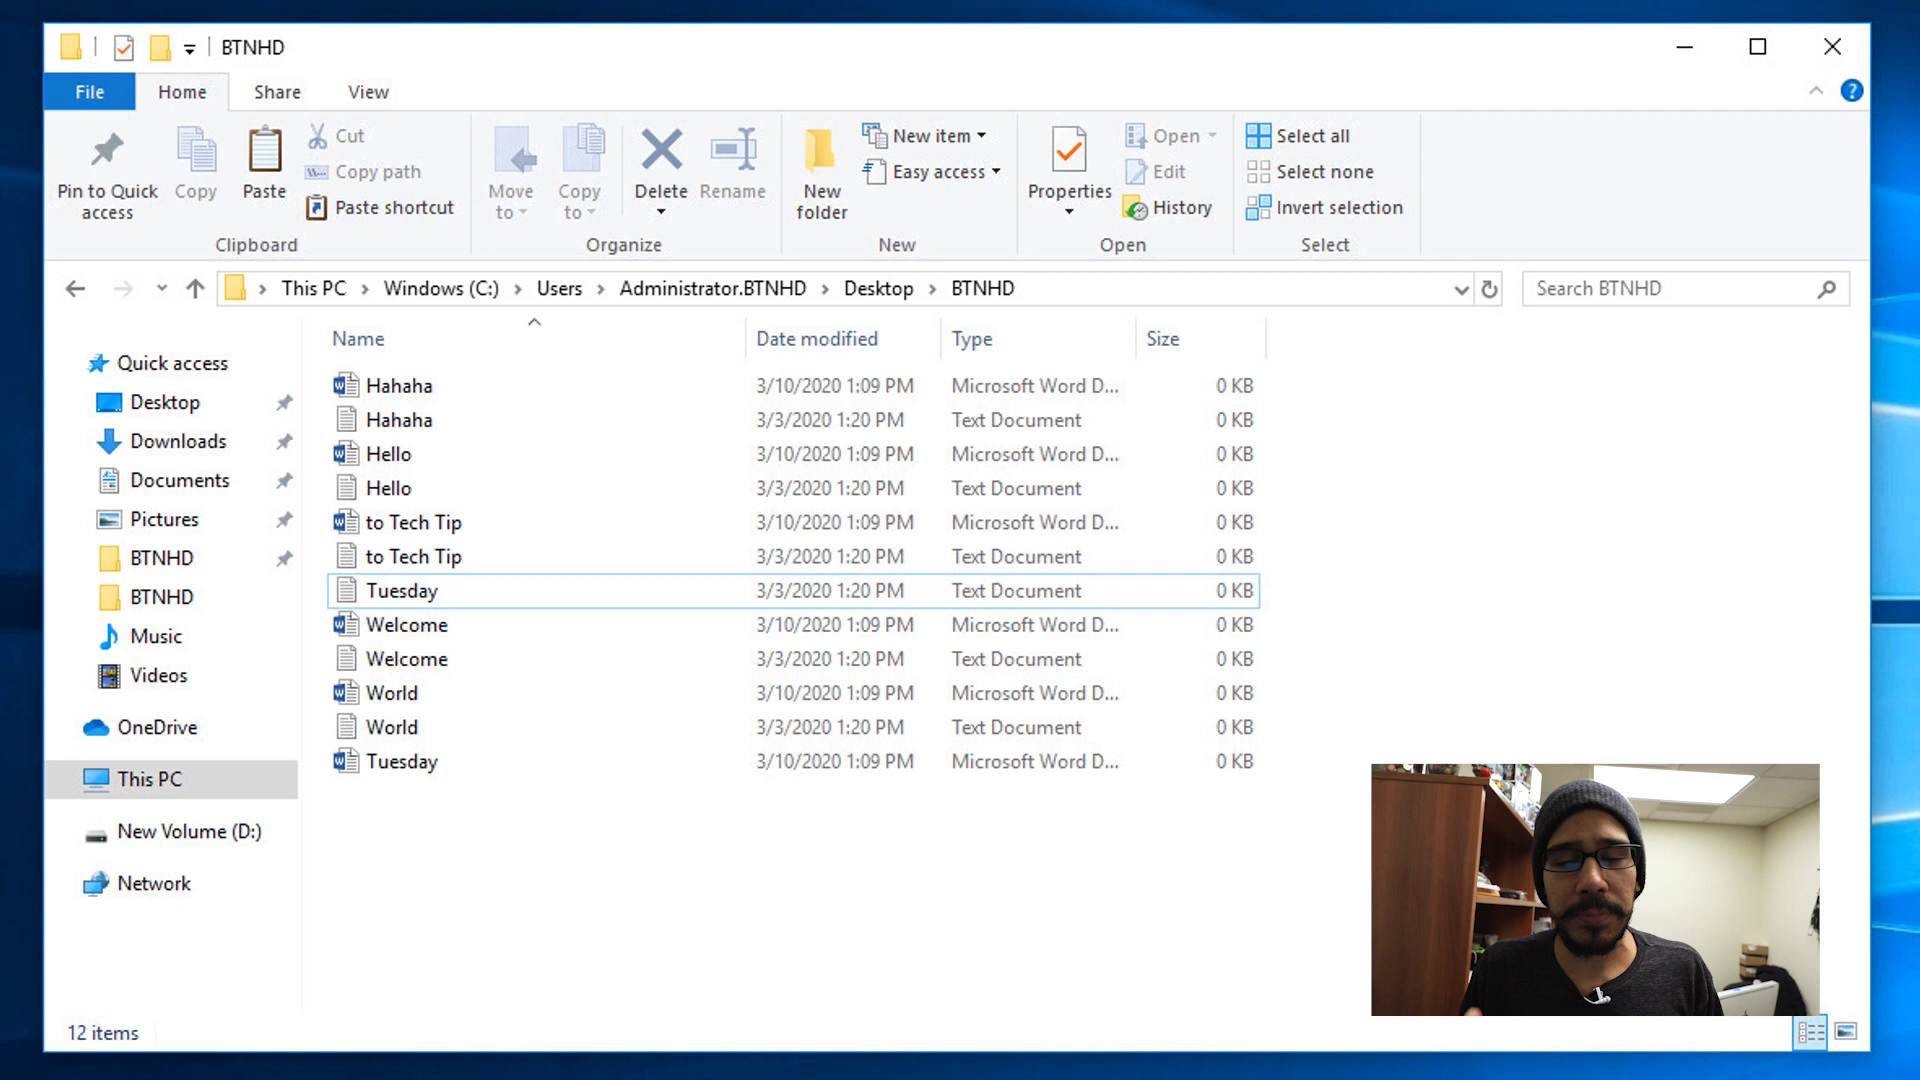 BTNHD
File Home Share View
Pin to Quick access
Copy
Paste
Cut
Copy path
Paste shortcut
Clipboard
Move to
Copy to
Delete
Rename
Organize
New folder
New item
Easy access
New
Properties
Open
Edit
History
Open
Select all
Select none
Invert selection
Select
This PC > Windows (C:) > Users > Administrator.BTNHD > Desktop > BTNHD
Search BTNHD
Quick access
Desktop
Downloads
Documents
Pictures
BTNHD
BTNHD
Music
Videos
OneDrive
This PC
New Volume (D:)
Network
Name Date modified Type Size
Hahaha 3/10/2020 1:09 PM Microsoft Word D... 0 KB
Hahaha 3/3/2020 1:20 PM Text Document 0 KB
Hello 3/10/2020 1:09 PM Microsoft Word D... 0 KB
Hello 3/3/2020 1:20 PM Text Document 0 KB
to Tech Tip 3/10/2020 1:09 PM Microsoft Word D... 0 KB
to Tech Tip 3/3/2020 1:20 PM Text Document 0 KB
Tuesday 3/3/2020 1:20 PM Text Document 0 KB
Welcome 3/10/2020 1:09 PM Microsoft Word D... 0 KB
Welcome 3/3/2020 1:20 PM Text Document 0 KB
World 3/10/2020 1:09 PM Microsoft Word D... 0 KB
World 3/3/2020 1:20 PM Text Document 0 KB
Tuesday 3/10/2020 1:09 PM Microsoft Word D... 0 KB
12 items